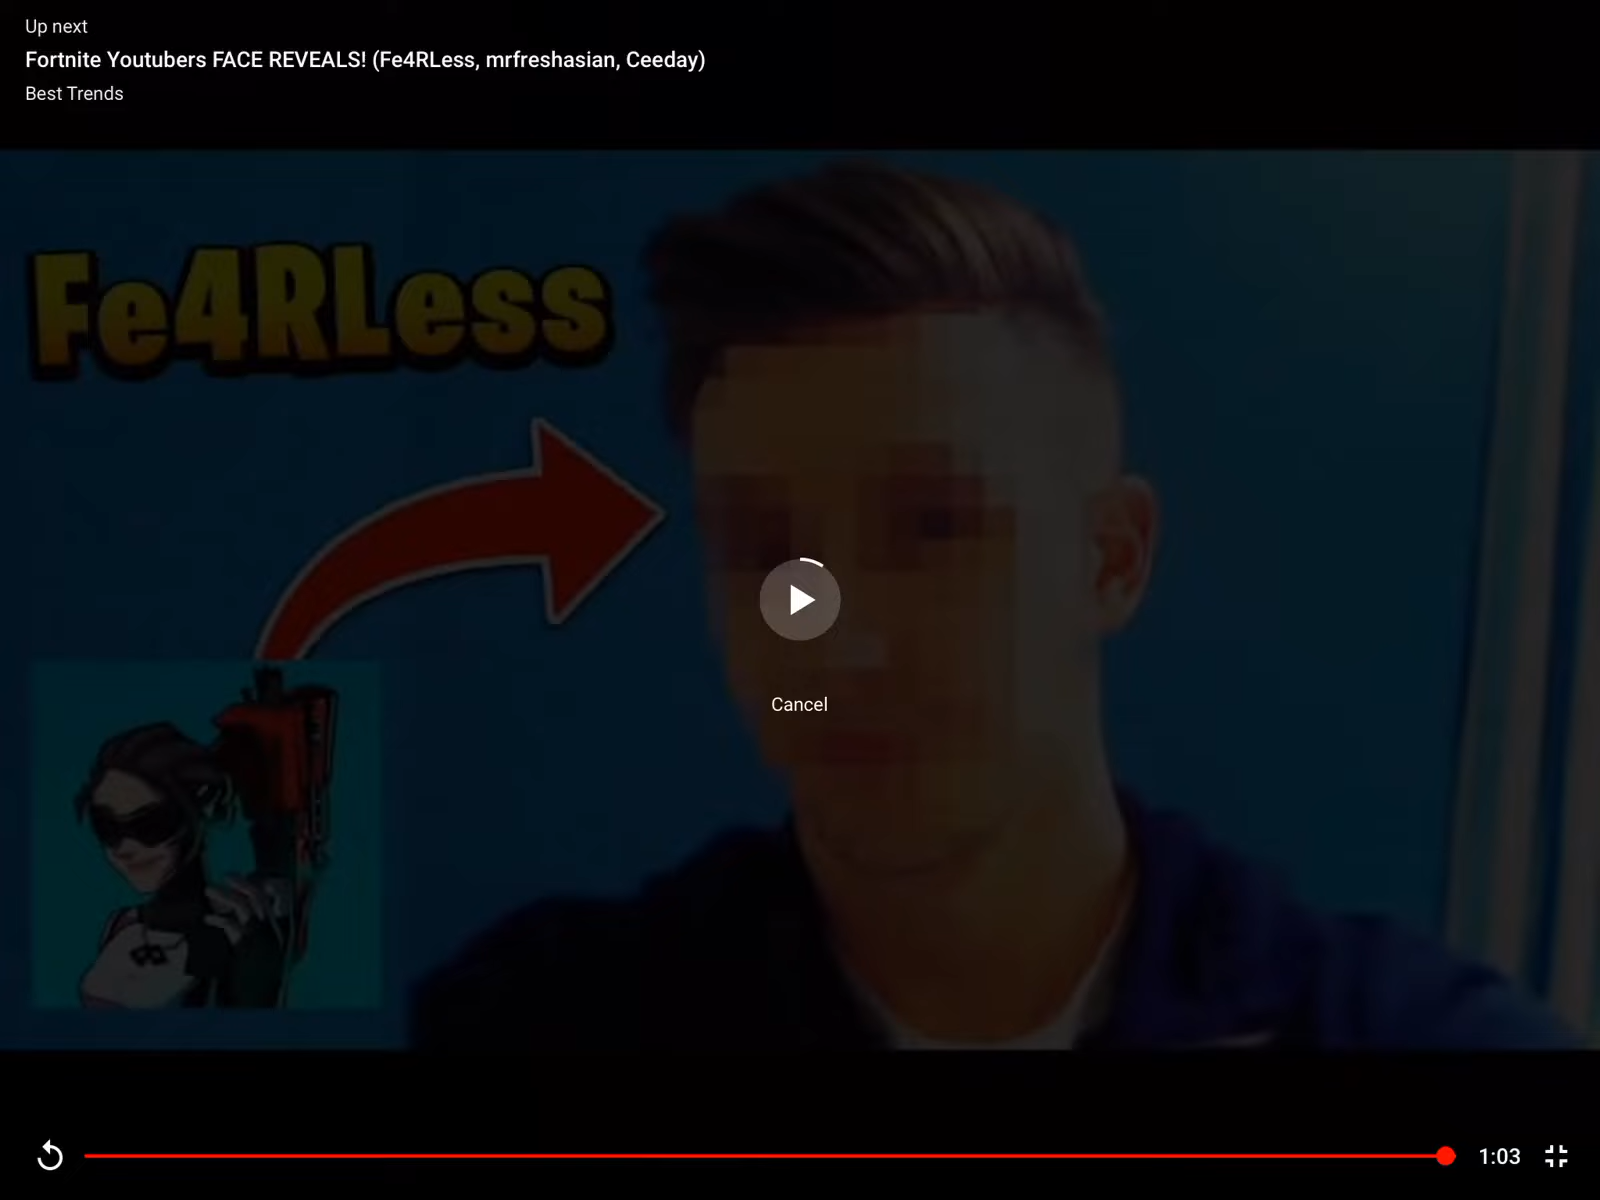 Up next
Fortnite Youtubers FACE REVEALS! (Fe4RLess, mrfreshasian, Ceeday)
Best Trends
Fe4RLess
Cancel
1:03